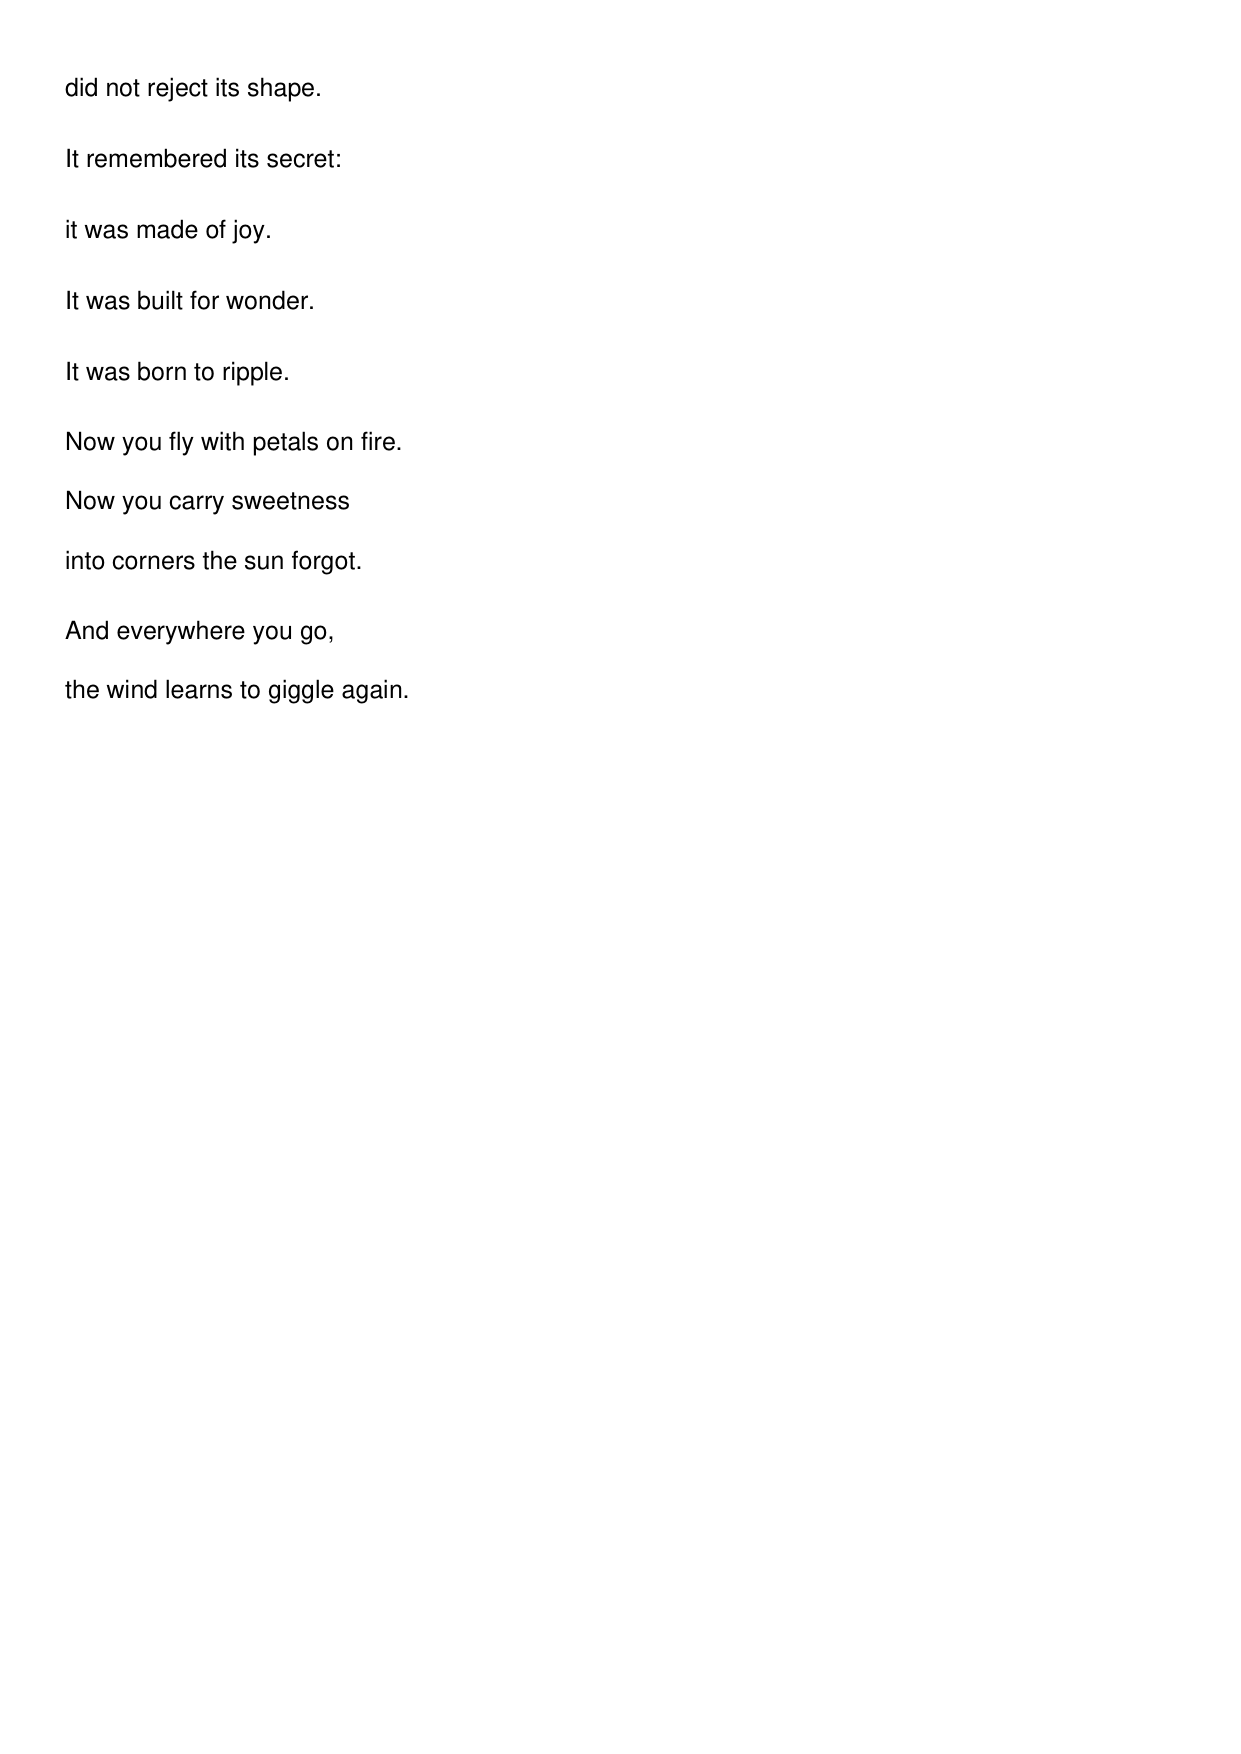 did not reject its shape.
It remembered its secret:
it was made of joy.
It was built for wonder.
It was born to ripple.
Now you fly with petals on fire.
Now you carry sweetness
into corners the sun forgot.
And everywhere you go,
the wind learns to giggle again.